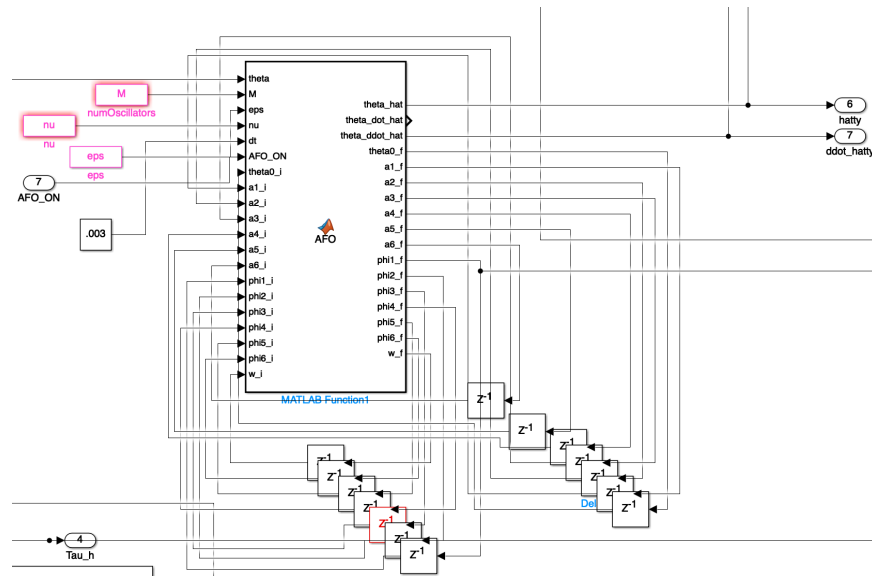 theta
M
eps
nu
dt
AFO_ON
theta0_i
a1_i
a2_i
a3_i
a4_i
a5_i
a6_i
phi1_i
phi2_i
phi3_i
phi4_i
phi5_i
phi6_i
w_i
theta_hat
theta_dot_hat
theta_ddot_hat
theta0_f
a1_f
a2_f
a3_f
a4_f
a5_f
a6_f
phi1_f
phi2_f
phi3_f
phi4_f
phi5_f
phi6_f
w_f
AFO
MATLAB Function1
M
numOscillators
nu
nu
eps
eps
7
AFO_ON
.003
6
hatty
7
ddot_hatty
z-1
z-1
z-1
z-1
z-1
z-1
z-1
Del
z-1
z-1
z-1
z-1
z-1
z-1
z-1
4
Tau_h